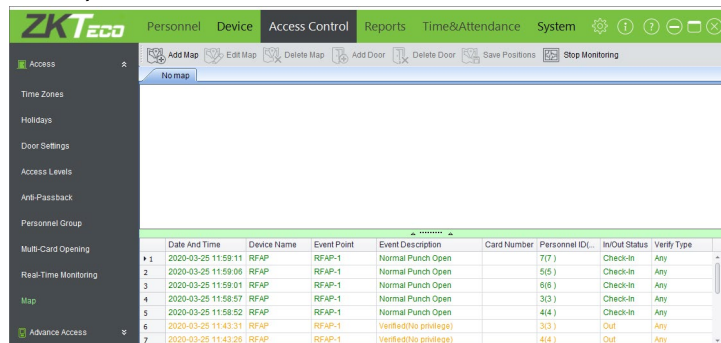 ZKTeco Personnel Device Access Control Reports Time&Attendance System
Access
Add Map Edit Map Delete Map Add Door Delete Door Save Positions Stop Monitoring
No map
Time Zones
Holidays
Door Settings
Access Levels
Anti-Passback
Personnel Group
Multi-Card Opening
Real-Time Monitoring
Map
Advance Access
Date And Time Device Name Event Point Event Description Card Number Personnel ID(... In/Out Status Verify Type
1 2020-03-25 11:59:11 RFAP RFAP-1 Normal Punch Open 7(7 ) Check-In Any
2 2020-03-25 11:59:06 RFAP RFAP-1 Normal Punch Open 5(5 ) Check-In Any
3 2020-03-25 11:59:01 RFAP RFAP-1 Normal Punch Open 6(6 ) Check-In Any
4 2020-03-25 11:58:57 RFAP RFAP-1 Normal Punch Open 3(3 ) Check-In Any
5 2020-03-25 11:58:52 RFAP RFAP-1 Normal Punch Open 4(4 ) Check-In Any
6 2020-03-25 11:43:31 RFAP RFAP-1 Verified(No privilege) 3(3 ) Out Any
7 2020-03-25 11:43:26 RFAP RFAP-1 Verified(No privilege) 4(4 ) Out Any